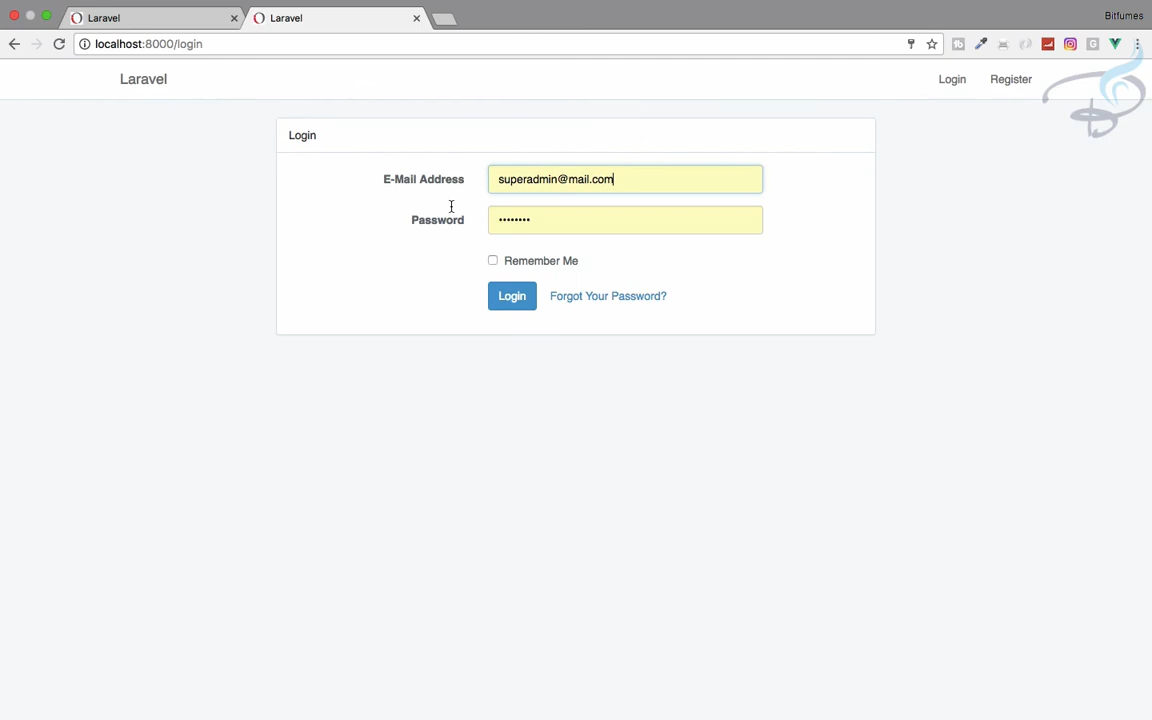 Laravel
Laravel
Bitfumes
localhost:8000/login
Laravel
Login
Register
Login
E-Mail Address
superadmin@mail.com
Password
••••••••
Remember Me
Login
Forgot Your Password?